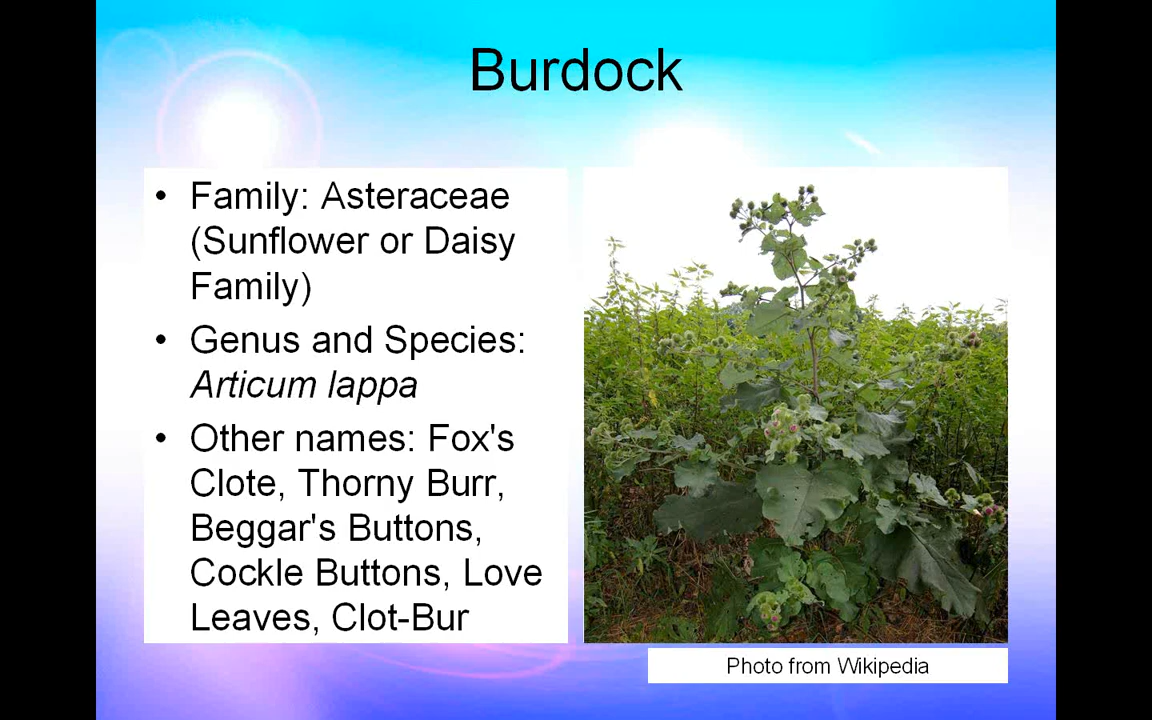 Burdock
• Family: Asteraceae
(Sunflower or Daisy
Family)
• Genus and Species:
Articum lappa
• Other names: Fox's
Clote, Thorny Burr,
Beggar's Buttons,
Cockle Buttons, Love
Leaves, Clot-Bur
Photo from Wikipedia